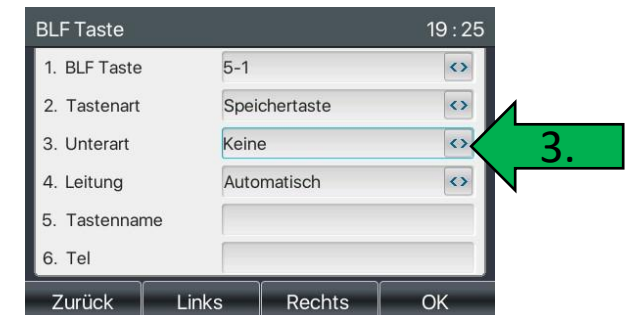 BLF Taste 19 : 25
1. BLF Taste 5-1 <>
2. Tastenart Speichertaste <>
3. Unterart Keine <> 3.
4. Leitung Automatisch <>
5. Tastenname
6. Tel
Zurück Links Rechts OK